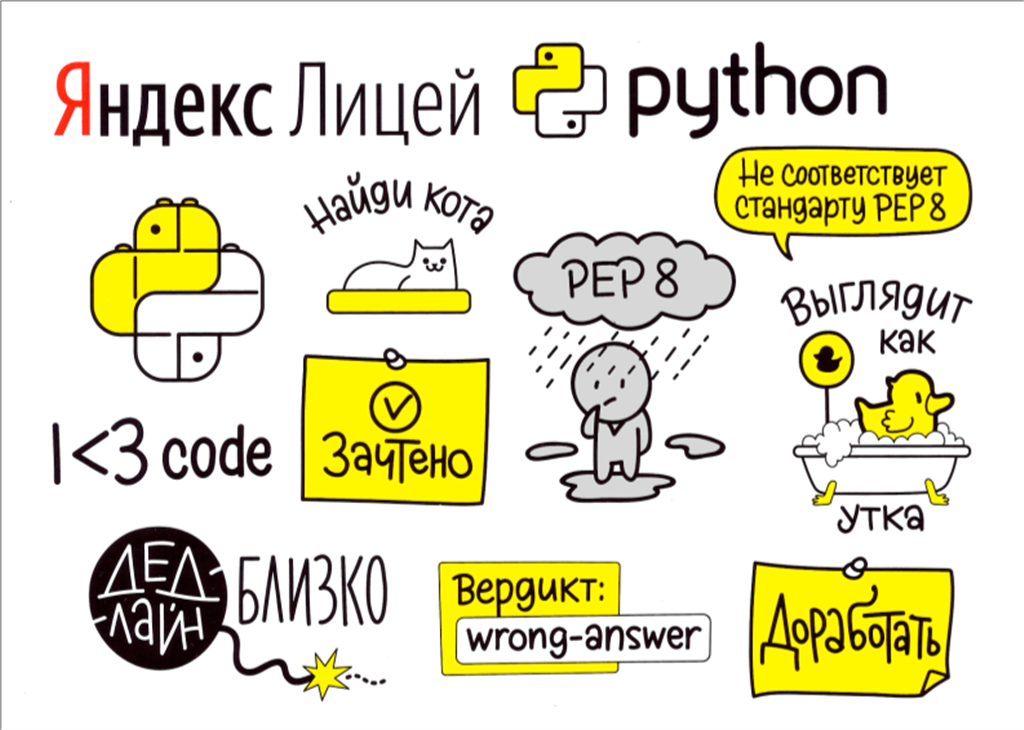 Яндекс Лицей
python
Не соответствует
стандарту PEP 8
Найди кота
PEP 8
Выглядит
как
утка
I<3 code
Зачтено
ДЕД-
-ЛАЙН
БЛИЗКО
Вердикт:
wrong-answer
Доработать